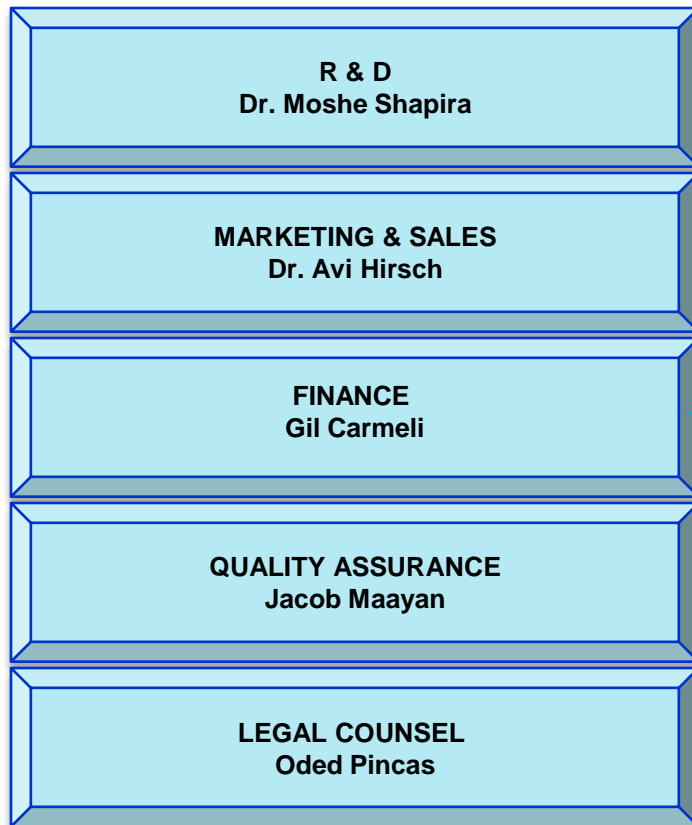 R & D
Dr. Moshe Shapira
MARKETING & SALES
Dr. Avi Hirsch
FINANCE
Gil Carmeli
QUALITY ASSURANCE
Jacob Maayan
LEGAL COUNSEL
Oded Pincas